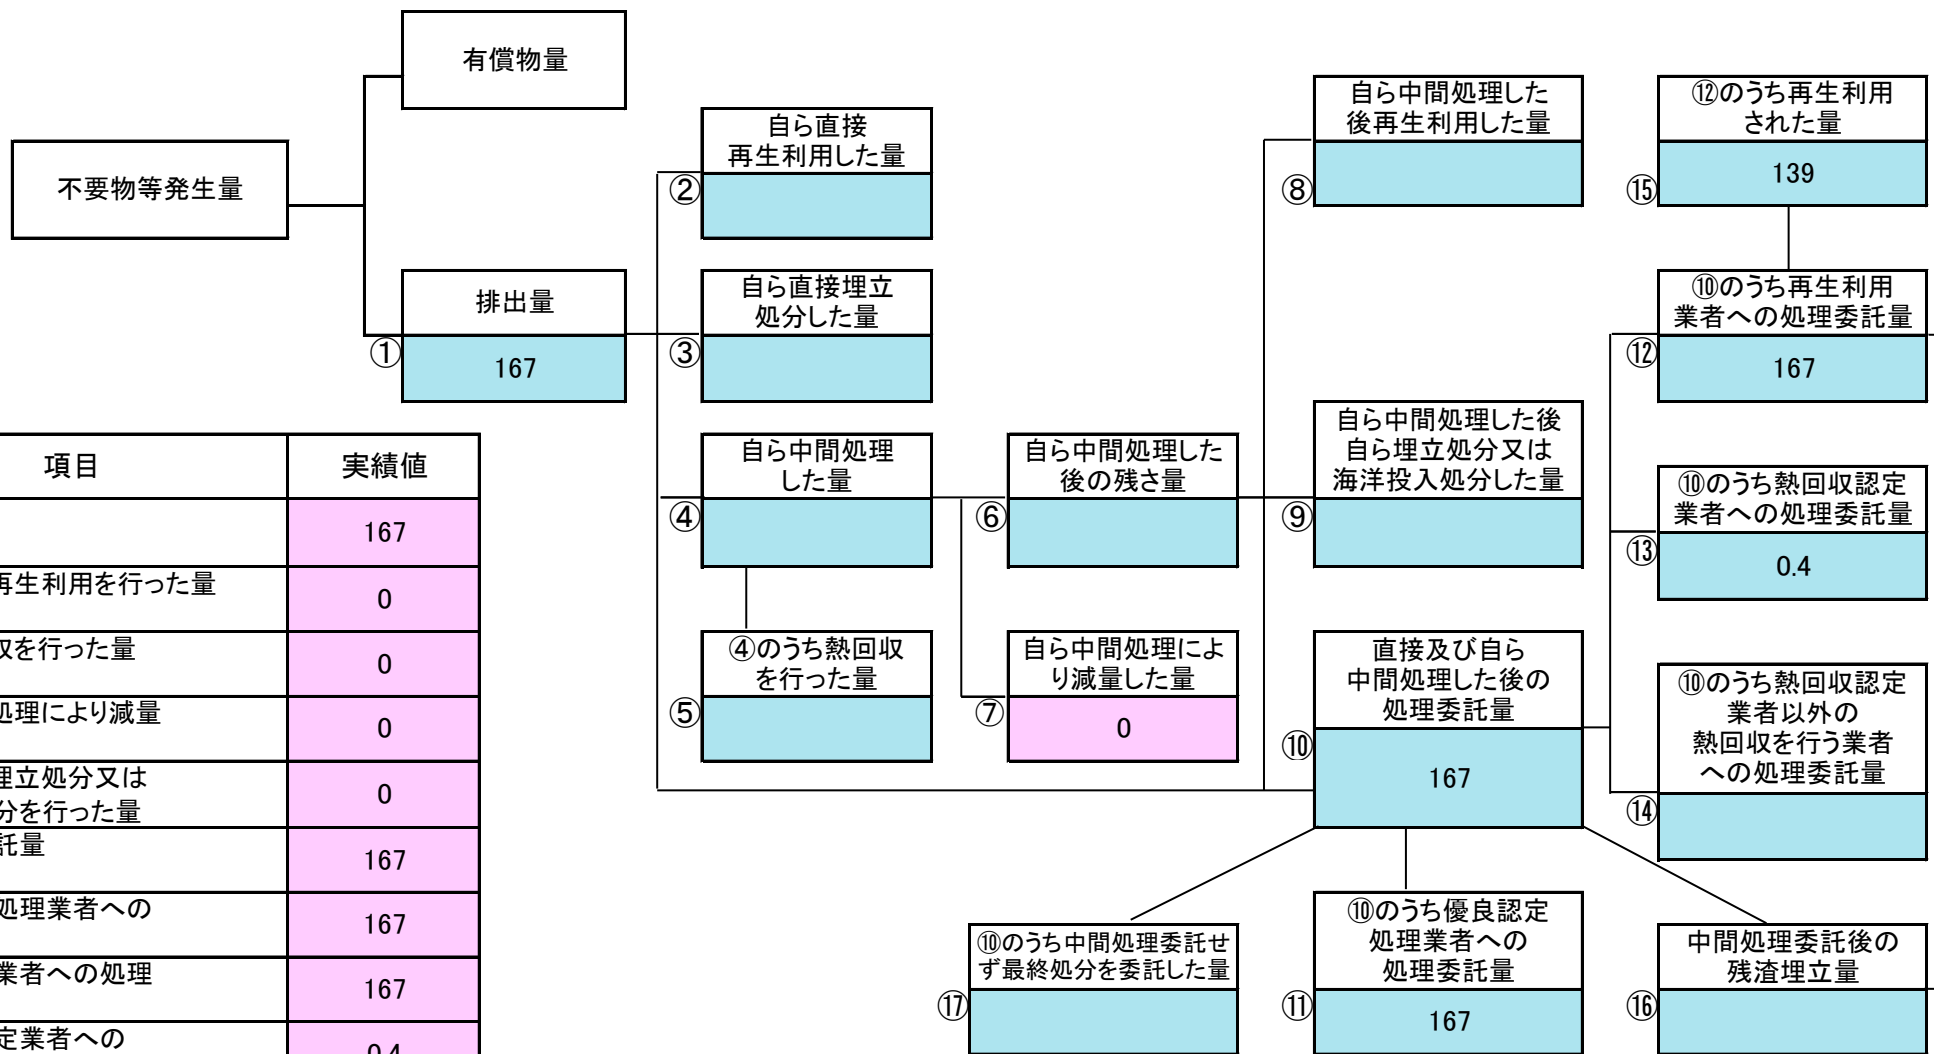 有償物量
不要物等発生量
排出量
①
167
自ら直接
再生利用した量
②
自ら直接埋立
処分した量
③
自ら中間処理
した量
④
④のうち熱回収
を行った量
⑤
自ら中間処理した
後の残さ量
⑥
自ら中間処理によ
り減量した量
⑦
0
自ら中間処理した
後再生利用した量
⑧
自ら中間処理した後
自ら埋立処分又は
海洋投入処分した量
⑨
直接及び自ら
中間処理した後の
処理委託量
⑩
167
⑫のうち再生利用
された量
⑮
139
⑩のうち再生利用
業者への処理委託量
⑫
167
⑩のうち熱回収認定
業者への処理委託量
⑬
0.4
⑩のうち熱回収認定
業者以外の
熱回収を行う業者
への処理委託量
⑭
⑩のうち中間処理委託せ
ず最終処分を委託した量
⑰
⑩のうち優良認定
処理業者への
処理委託量
⑪
167
中間処理委託後の
残渣埋立量
⑯
項目
実績値
167
再生利用を行った量
0
収を行った量
0
処理により減量
0
埋立処分又は
分を行った量
0
託量
167
処理業者への
167
業者への処理
167
定業者への
0.4